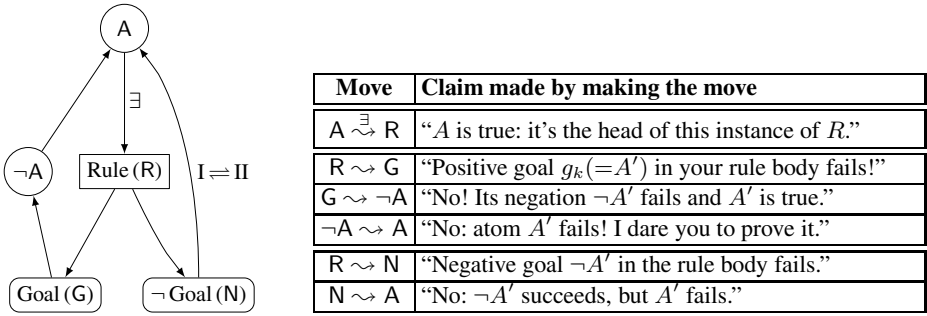 A
∃
¬A
Rule (R)
I ⇌ II
Goal (G)
¬ Goal (N)
Move Claim made by making the move
A ∃⇝ R “A is true: it's the head of this instance of R.”
R ⇝ G “Positive goal gₖ(=A′) in your rule body fails!”
G ⇝ ¬A “No! Its negation ¬A′ fails and A′ is true.”
¬A ⇝ A “No: atom A′ fails! I dare you to prove it.”
R ⇝ N “Negative goal ¬A′ in the rule body fails.”
N ⇝ A “No: ¬A′ succeeds, but A′ fails.”